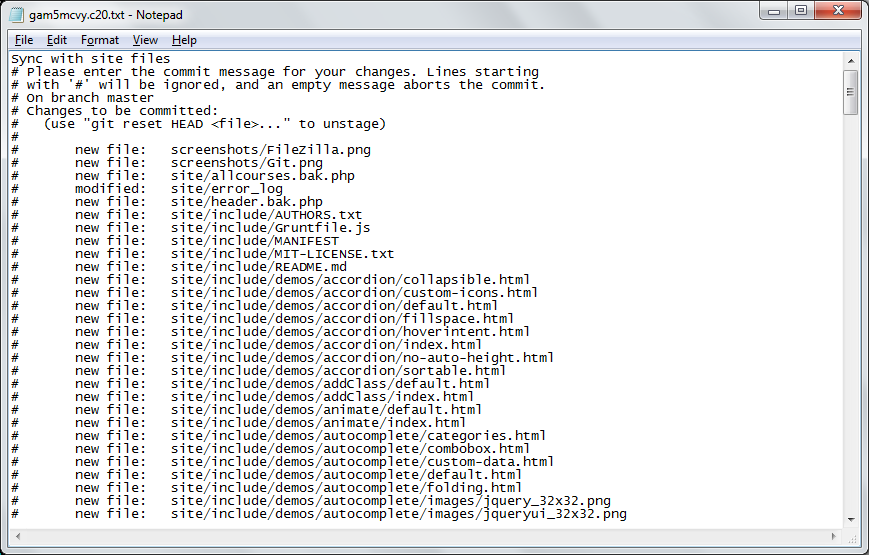 gam5mcvy.c20.txt - Notepad
File Edit Format View Help
Sync with site files
# Please enter the commit message for your changes. Lines starting
# with '#' will be ignored, and an empty message aborts the commit.
# On branch master
# Changes to be committed:
#   (use "git reset HEAD <file>..." to unstage)
#
#       new file:   screenshots/FileZilla.png
#       new file:   screenshots/Git.png
#       new file:   site/allcourses.bak.php
#       modified:   site/error_log
#       new file:   site/header.bak.php
#       new file:   site/include/AUTHORS.txt
#       new file:   site/include/Gruntfile.js
#       new file:   site/include/MANIFEST
#       new file:   site/include/MIT-LICENSE.txt
#       new file:   site/include/README.md
#       new file:   site/include/demos/accordion/collapsible.html
#       new file:   site/include/demos/accordion/custom-icons.html
#       new file:   site/include/demos/accordion/default.html
#       new file:   site/include/demos/accordion/fillspace.html
#       new file:   site/include/demos/accordion/hoverintent.html
#       new file:   site/include/demos/accordion/index.html
#       new file:   site/include/demos/accordion/no-auto-height.html
#       new file:   site/include/demos/accordion/sortable.html
#       new file:   site/include/demos/addClass/default.html
#       new file:   site/include/demos/addClass/index.html
#       new file:   site/include/demos/animate/default.html
#       new file:   site/include/demos/animate/index.html
#       new file:   site/include/demos/autocomplete/categories.html
#       new file:   site/include/demos/autocomplete/combobox.html
#       new file:   site/include/demos/autocomplete/custom-data.html
#       new file:   site/include/demos/autocomplete/default.html
#       new file:   site/include/demos/autocomplete/folding.html
#       new file:   site/include/demos/autocomplete/images/jquery_32x32.png
#       new file:   site/include/demos/autocomplete/images/jqueryui_32x32.png